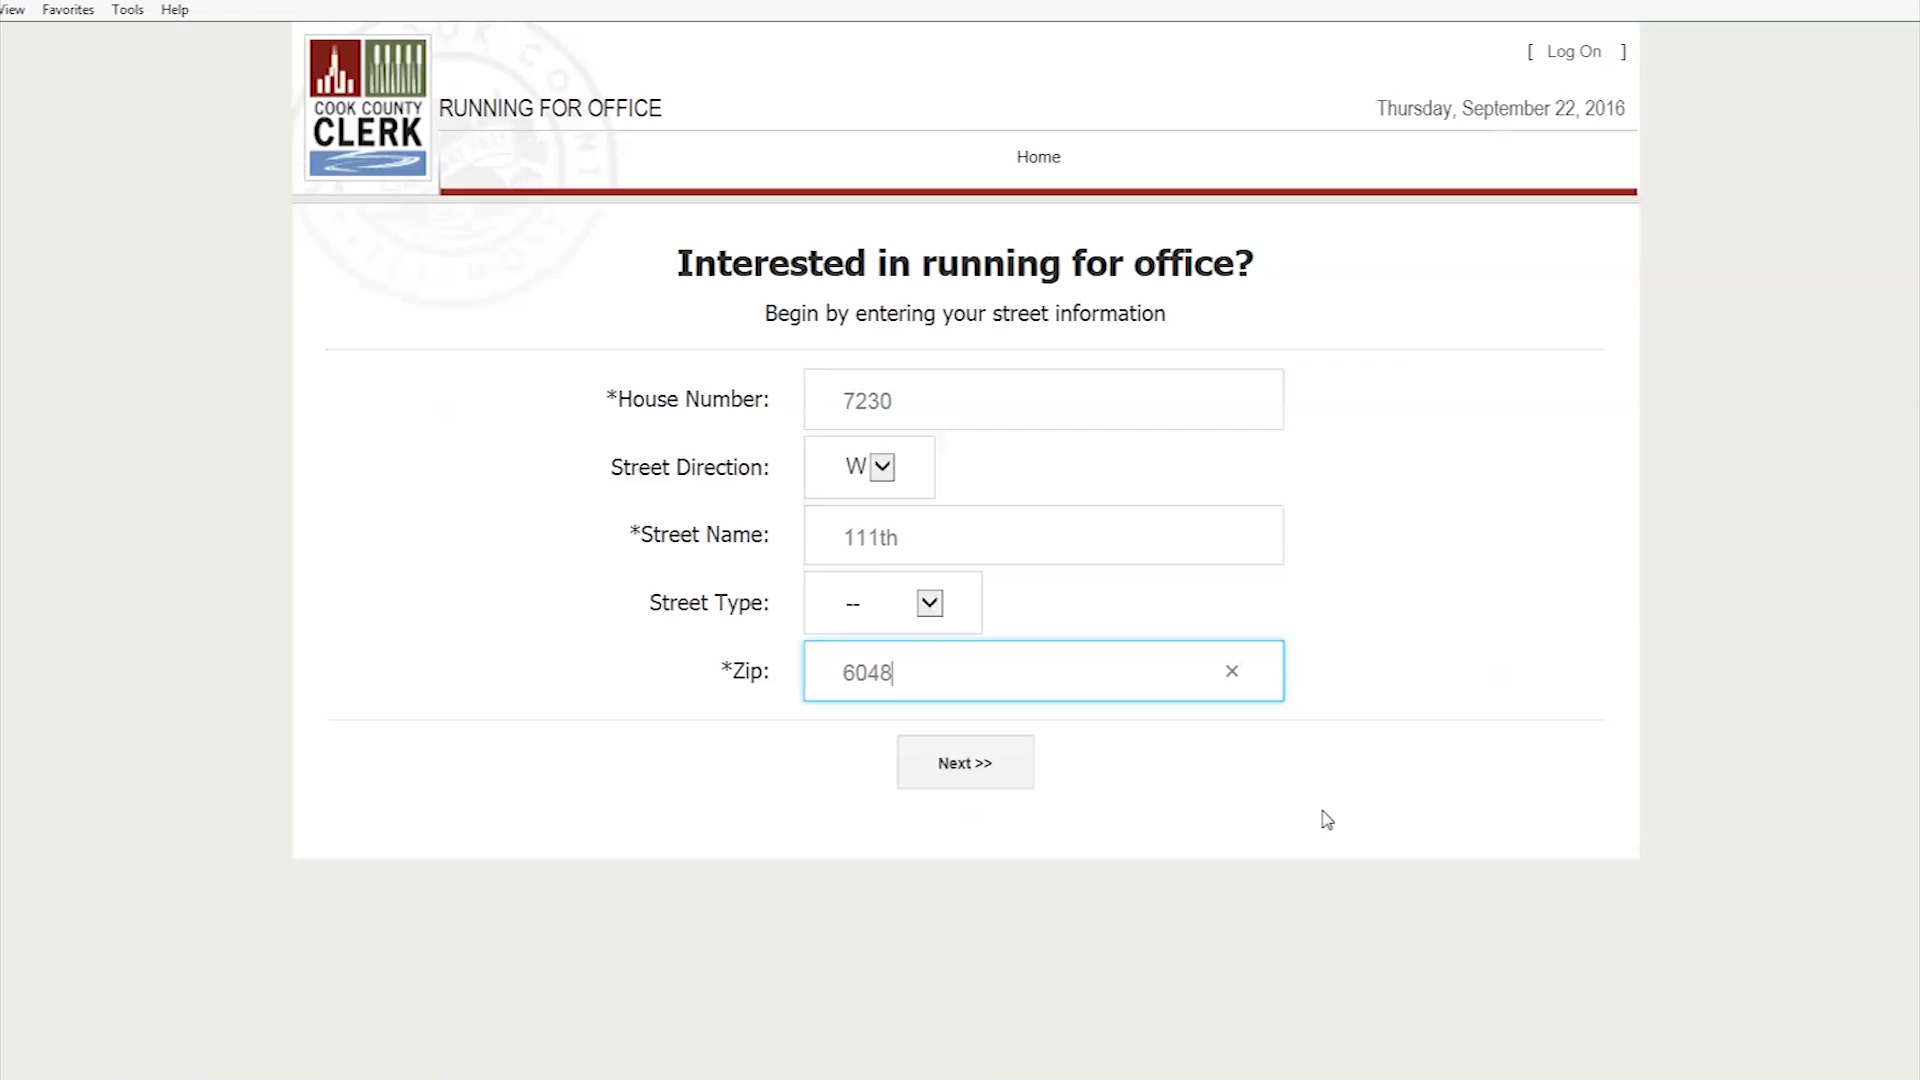 View Favorites Tools Help
[ Log On ]
COOK COUNTY
CLERK
RUNNING FOR OFFICE
Thursday, September 22, 2016
Home
Interested in running for office?
Begin by entering your street information
*House Number: 7230
Street Direction: W
*Street Name: 111th
Street Type: --
*Zip: 6048
Next >>